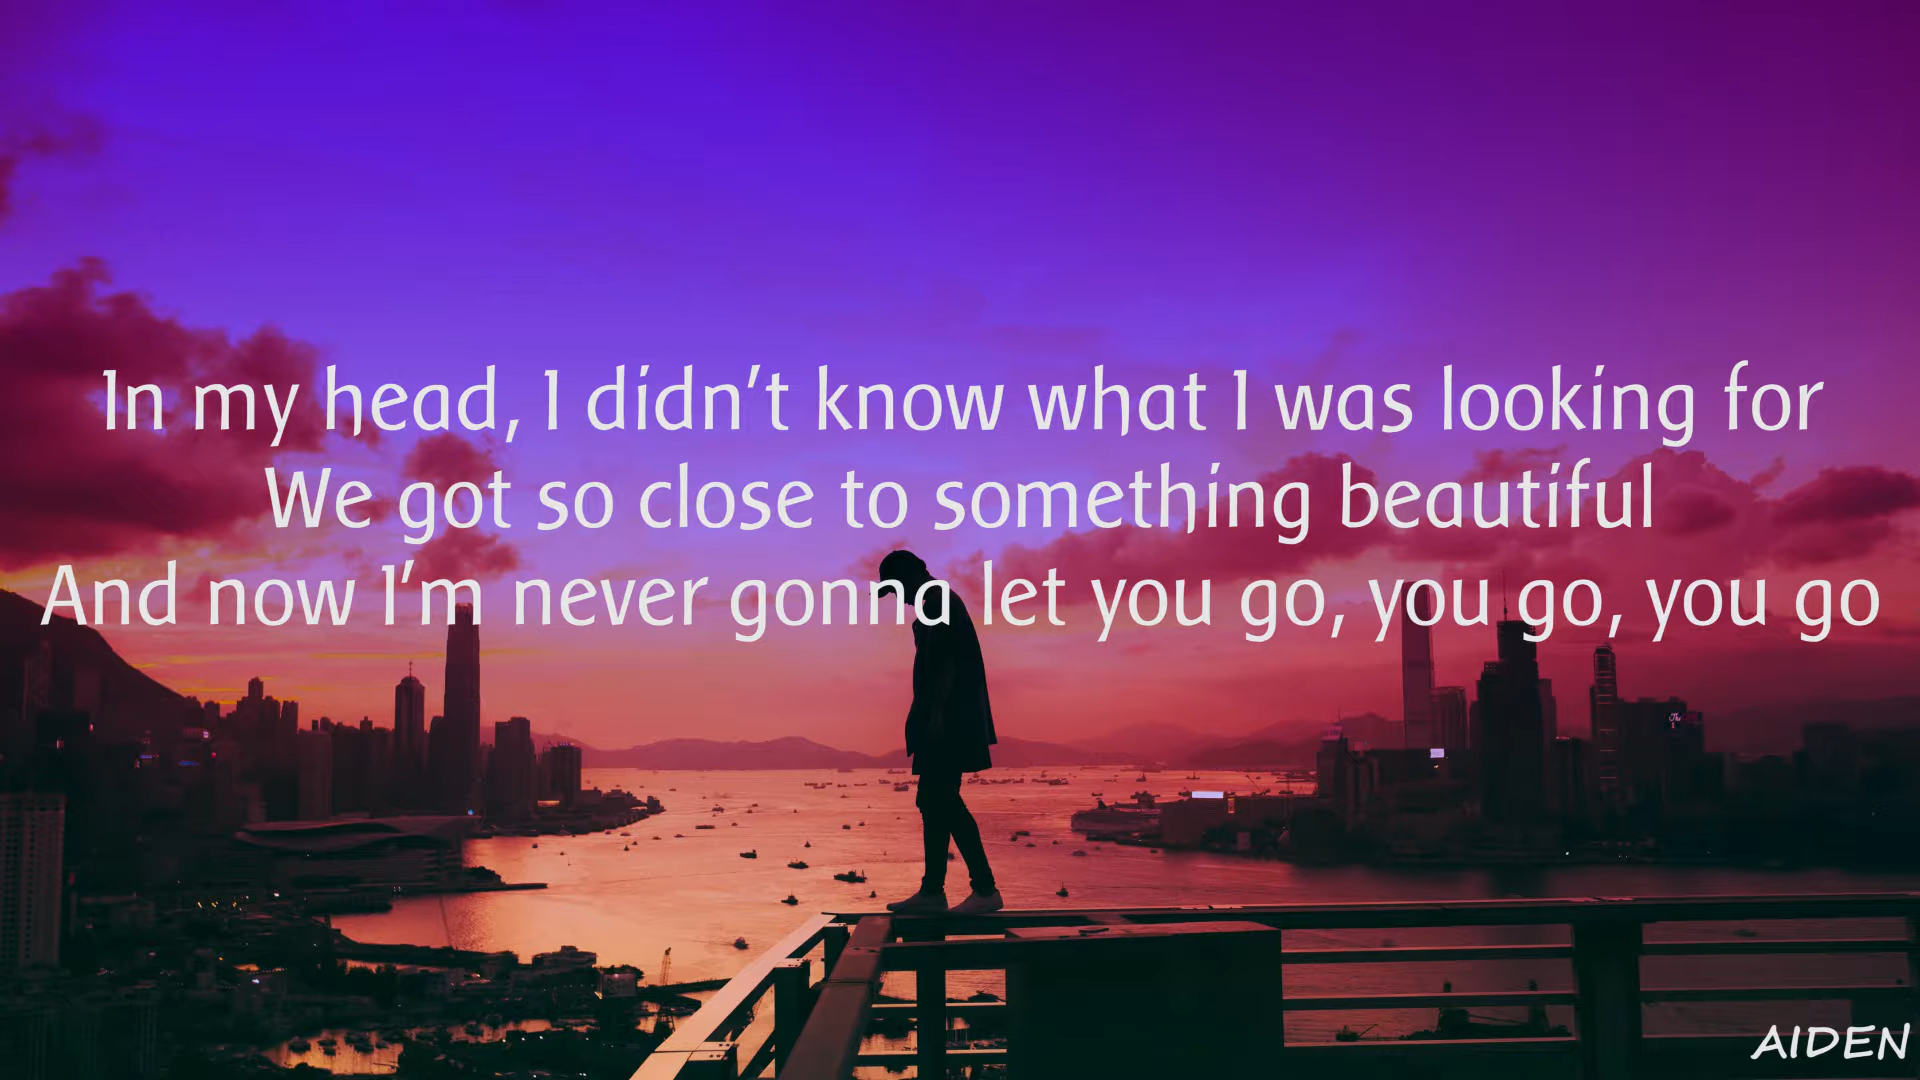 In my head, I didn’t know what I was looking for
We got so close to something beautiful
And now I’m never gonna let you go, you go, you go
AIDEN